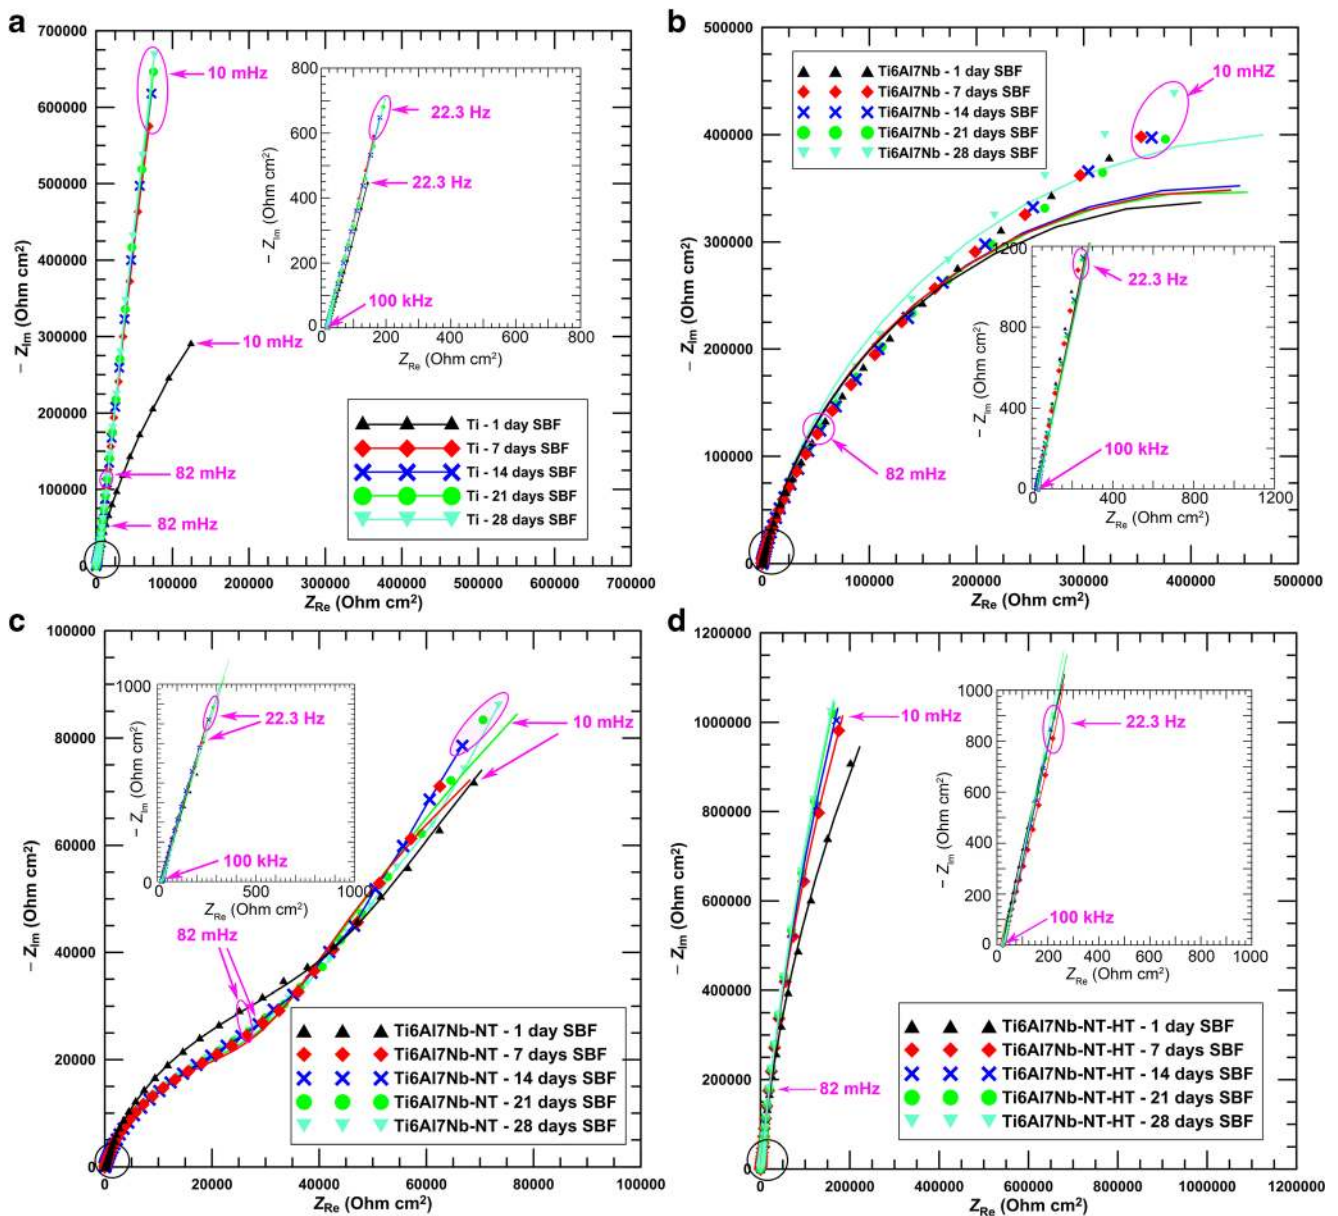 a
700000
600000
500000
400000
300000
200000
100000
0
− Z_Im (Ohm cm²)
10 mHz
10 mHz
82 mHz
82 mHz
800
600
400
200
0
− Z_Im (Ohm cm²)
22.3 Hz
22.3 Hz
100 kHz
0 200 400 600 800
Z_Re (Ohm cm²)
Ti - 1 day SBF
Ti - 7 days SBF
Ti - 14 days SBF
Ti - 21 days SBF
Ti - 28 days SBF
0 100000 200000 300000 400000 500000 600000 700000
Z_Re (Ohm cm²)
b
500000
400000
300000
200000
100000
0
− Z_Im (Ohm cm²)
Ti6Al7Nb - 1 day SBF
Ti6Al7Nb - 7 days SBF
Ti6Al7Nb - 14 days SBF
Ti6Al7Nb - 21 days SBF
Ti6Al7Nb - 28 days SBF
10 mHZ
82 mHz
1200
800
400
0
− Z_Im (Ohm cm²)
22.3 Hz
100 kHz
0 400 800 1200
Z_Re (Ohm cm²)
0 100000 200000 300000 400000 500000
Z_Re (Ohm cm²)
c
100000
80000
60000
40000
20000
0
− Z_Im (Ohm cm²)
1000
500
0
− Z_Im (Ohm cm²)
22.3 Hz
100 kHz
0 500 1000
Z_Re (Ohm cm²)
10 mHz
82 mHz
Ti6Al7Nb-NT - 1 day SBF
Ti6Al7Nb-NT - 7 days SBF
Ti6Al7Nb-NT - 14 days SBF
Ti6Al7Nb-NT - 21 days SBF
Ti6Al7Nb-NT - 28 days SBF
0 20000 40000 60000 80000 100000
Z_Re (Ohm cm²)
d
1200000
1000000
800000
600000
400000
200000
0
− Z_Im (Ohm cm²)
10 mHz
82 mHz
1000
800
600
400
200
0
− Z_Im (Ohm cm²)
22.3 Hz
100 kHz
0 200 400 600 800 1000
Z_Re (Ohm cm²)
Ti6Al7Nb-NT-HT - 1 day SBF
Ti6Al7Nb-NT-HT - 7 days SBF
Ti6Al7Nb-NT-HT - 14 days SBF
Ti6Al7Nb-NT-HT - 21 days SBF
Ti6Al7Nb-NT-HT - 28 days SBF
0 200000 400000 600000 800000 1000000 1200000
Z_Re (Ohm cm²)